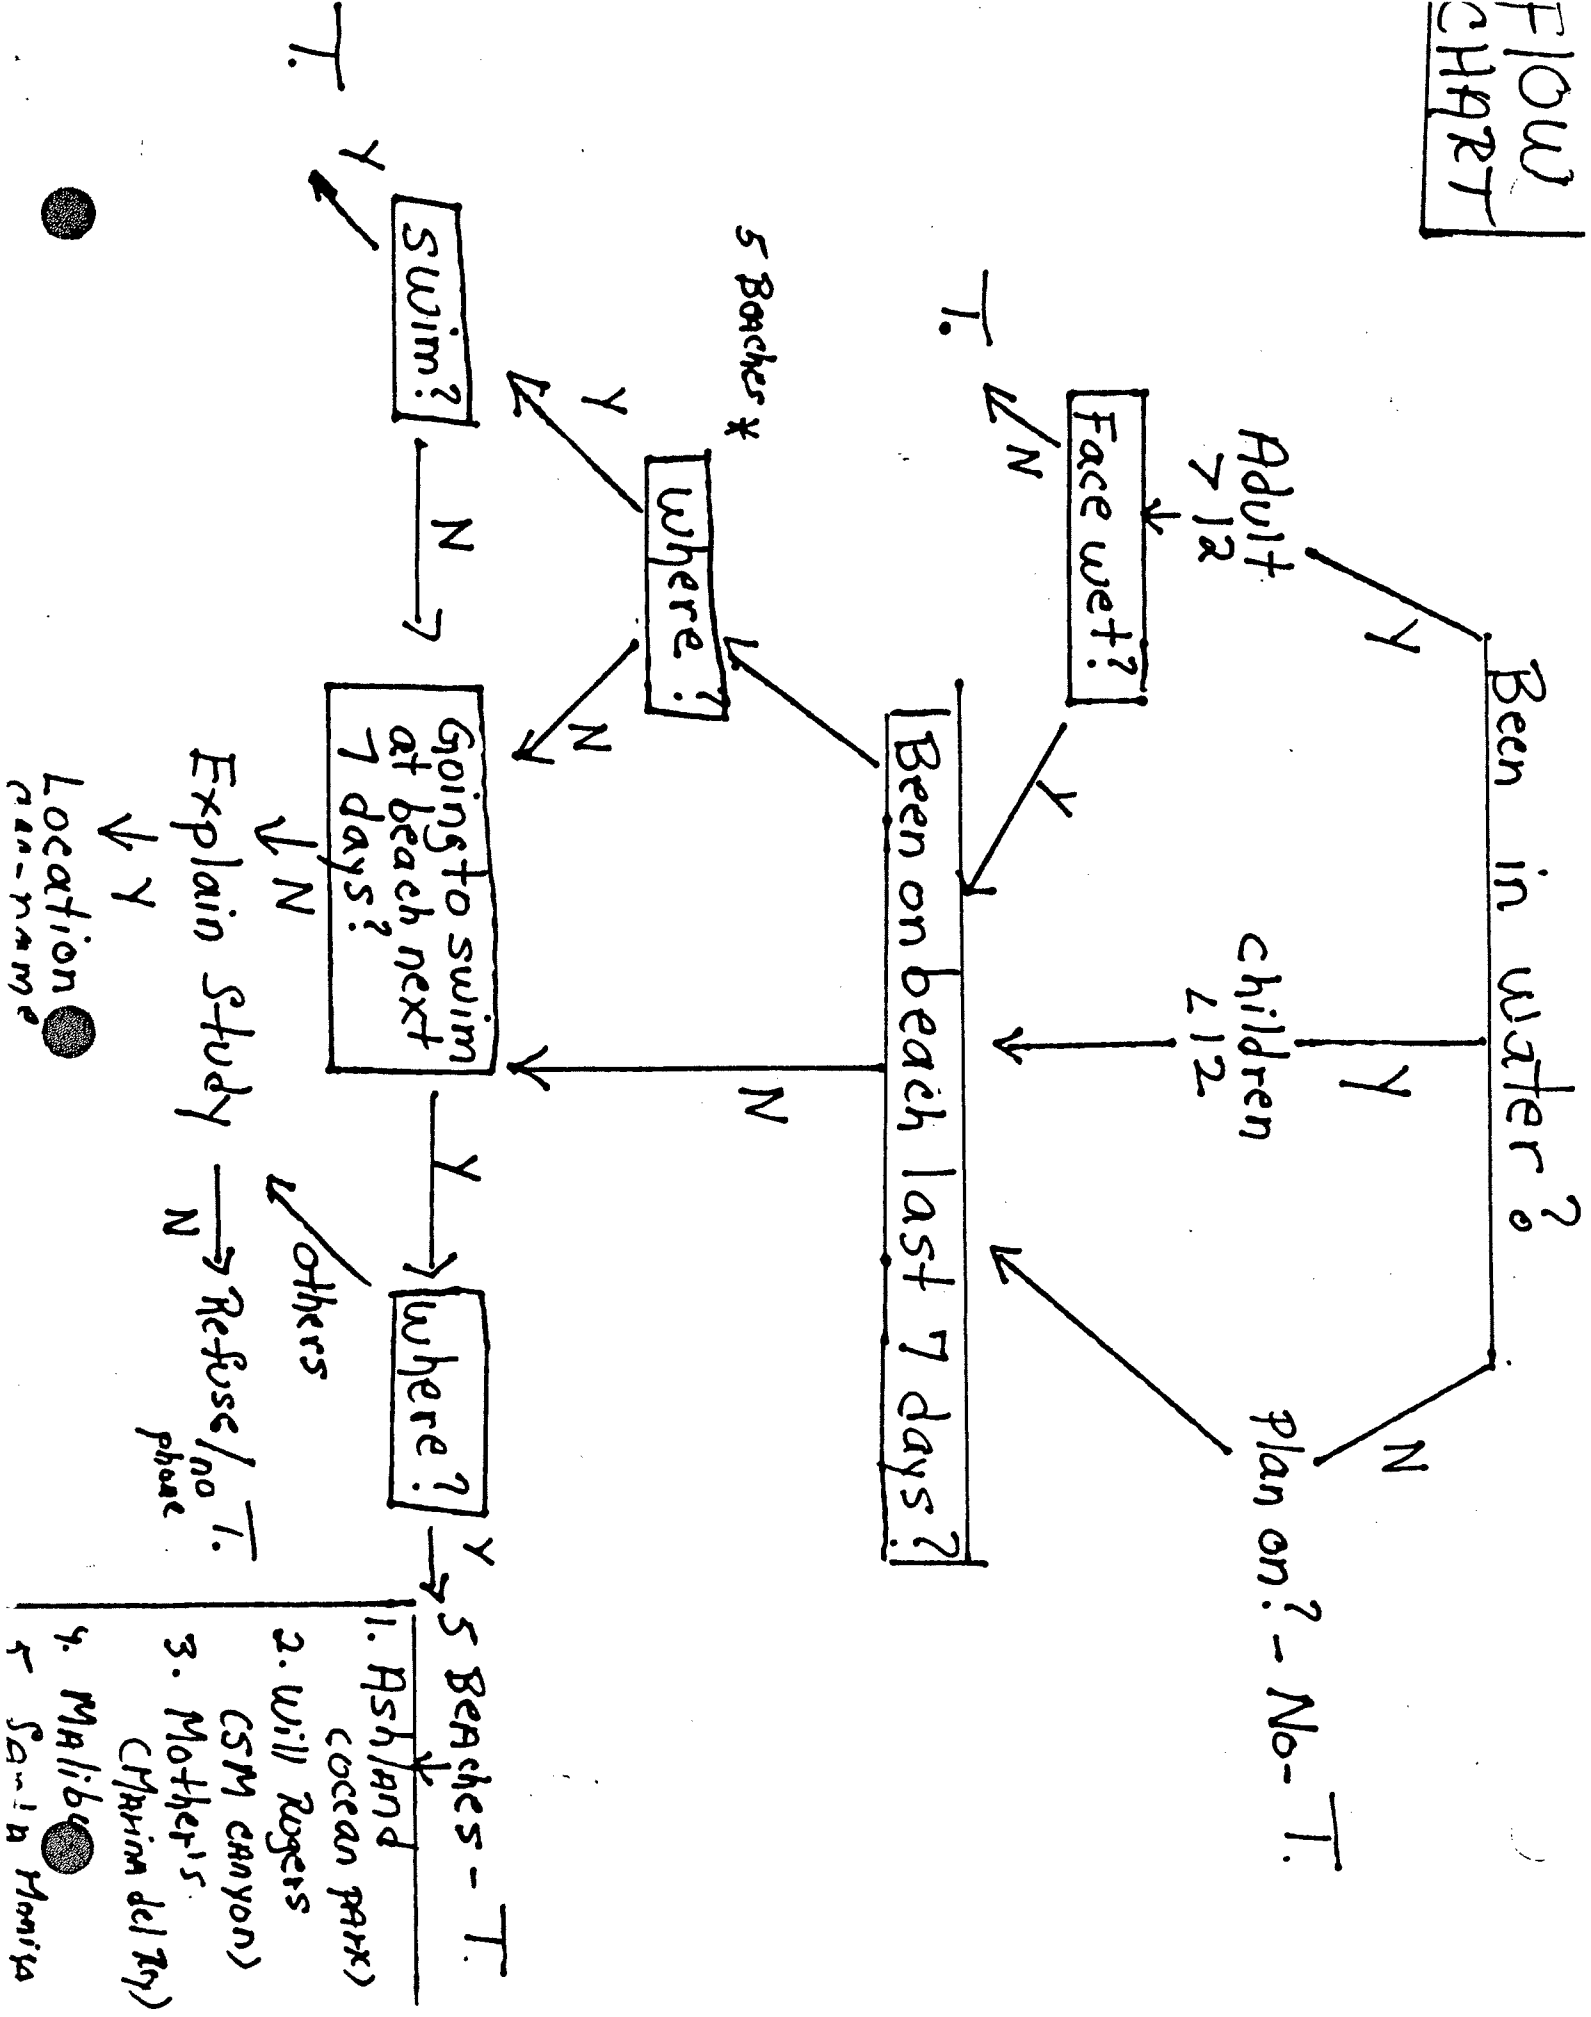 FLOW
CHART
Been in water?
Y
Y
N
Adult
> 12
children
< 12
Plan on? - No - T.
Face wet?
N
T.
Y
Been on beach last 7 days?
5 Beaches *
Where?
N
Y
N
Swim?
Y
T.
N
Going to swim
at beach next
7 days?
Y
Where?
Y
5 Beaches - T.
others
N
Explain Study
N
Refuse/no
phone
T.
Y
Location
1. Ashland
(OCEAN PARK)
2. Will Rogers
(SM CANYON)
3. Mother's
(MARINA del Rey)
4. Malibu
5 Santa Monica